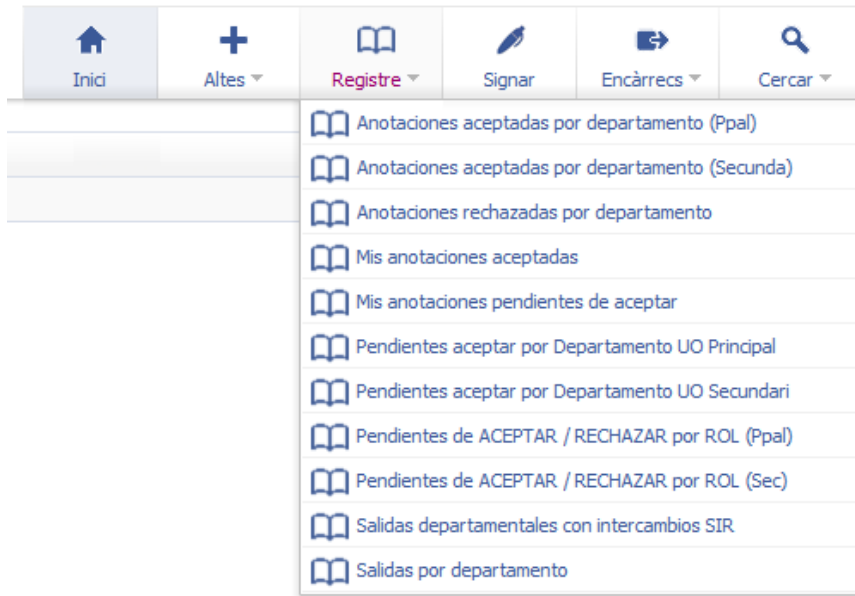 Inici
Altes
Registre
Signar
Encàrrecs
Cercar
Anotaciones aceptadas por departamento (Ppal)
Anotaciones aceptadas por departamento (Secunda)
Anotaciones rechazadas por departamento
Mis anotaciones aceptadas
Mis anotaciones pendientes de aceptar
Pendientes aceptar por Departamento UO Principal
Pendientes aceptar por Departamento UO Secundari
Pendientes de ACEPTAR / RECHAZAR por ROL (Ppal)
Pendientes de ACEPTAR / RECHAZAR por ROL (Sec)
Salidas departamentales con intercambios SIR
Salidas por departamento